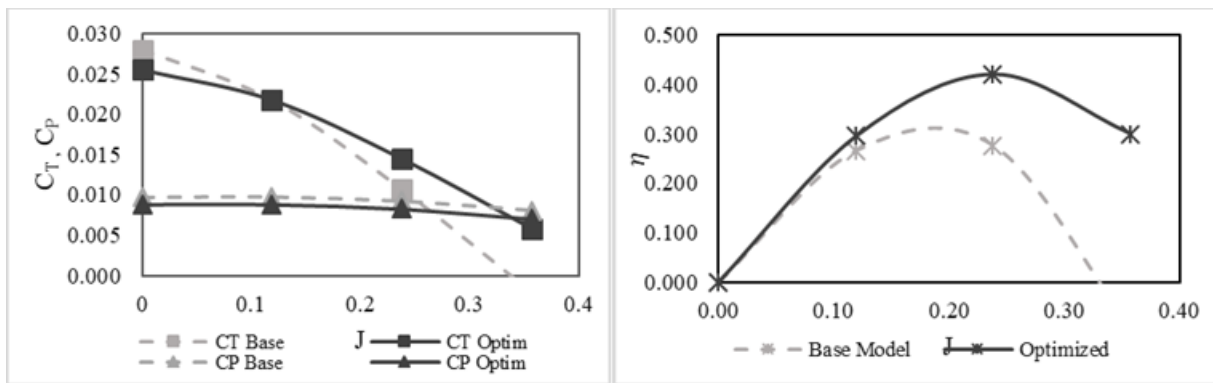 0.030
0.025
0.020
0.015
0.010
0.005
0.000
C_T, C_P
0 0.1 0.2 0.3 0.4
J
CT Base CT Optim
CP Base CP Optim
0.500
0.400
0.300
0.200
0.100
0.000
η
0.00 0.10 0.20 0.30 0.40
J
Base Model Optimized